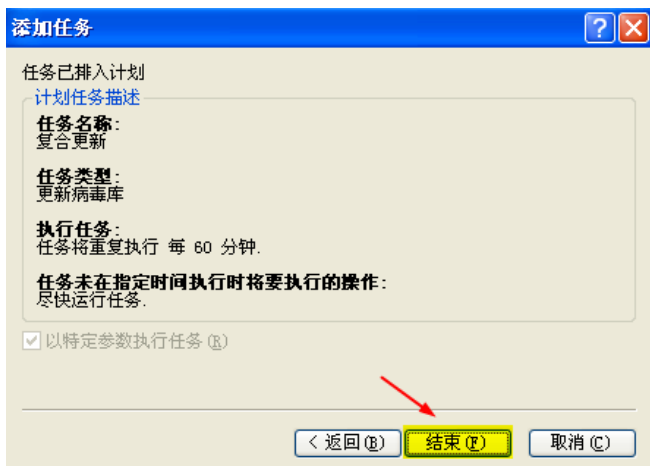 添加任务
任务已排入计划
计划任务描述
任务名称:
复合更新
任务类型:
更新病毒库
执行任务:
任务将重复执行 每 60 分钟.
任务未在指定时间执行时将要执行的操作:
尽快运行任务.
以特定参数执行任务(R)
< 返回(B) 结束(F) 取消(C)